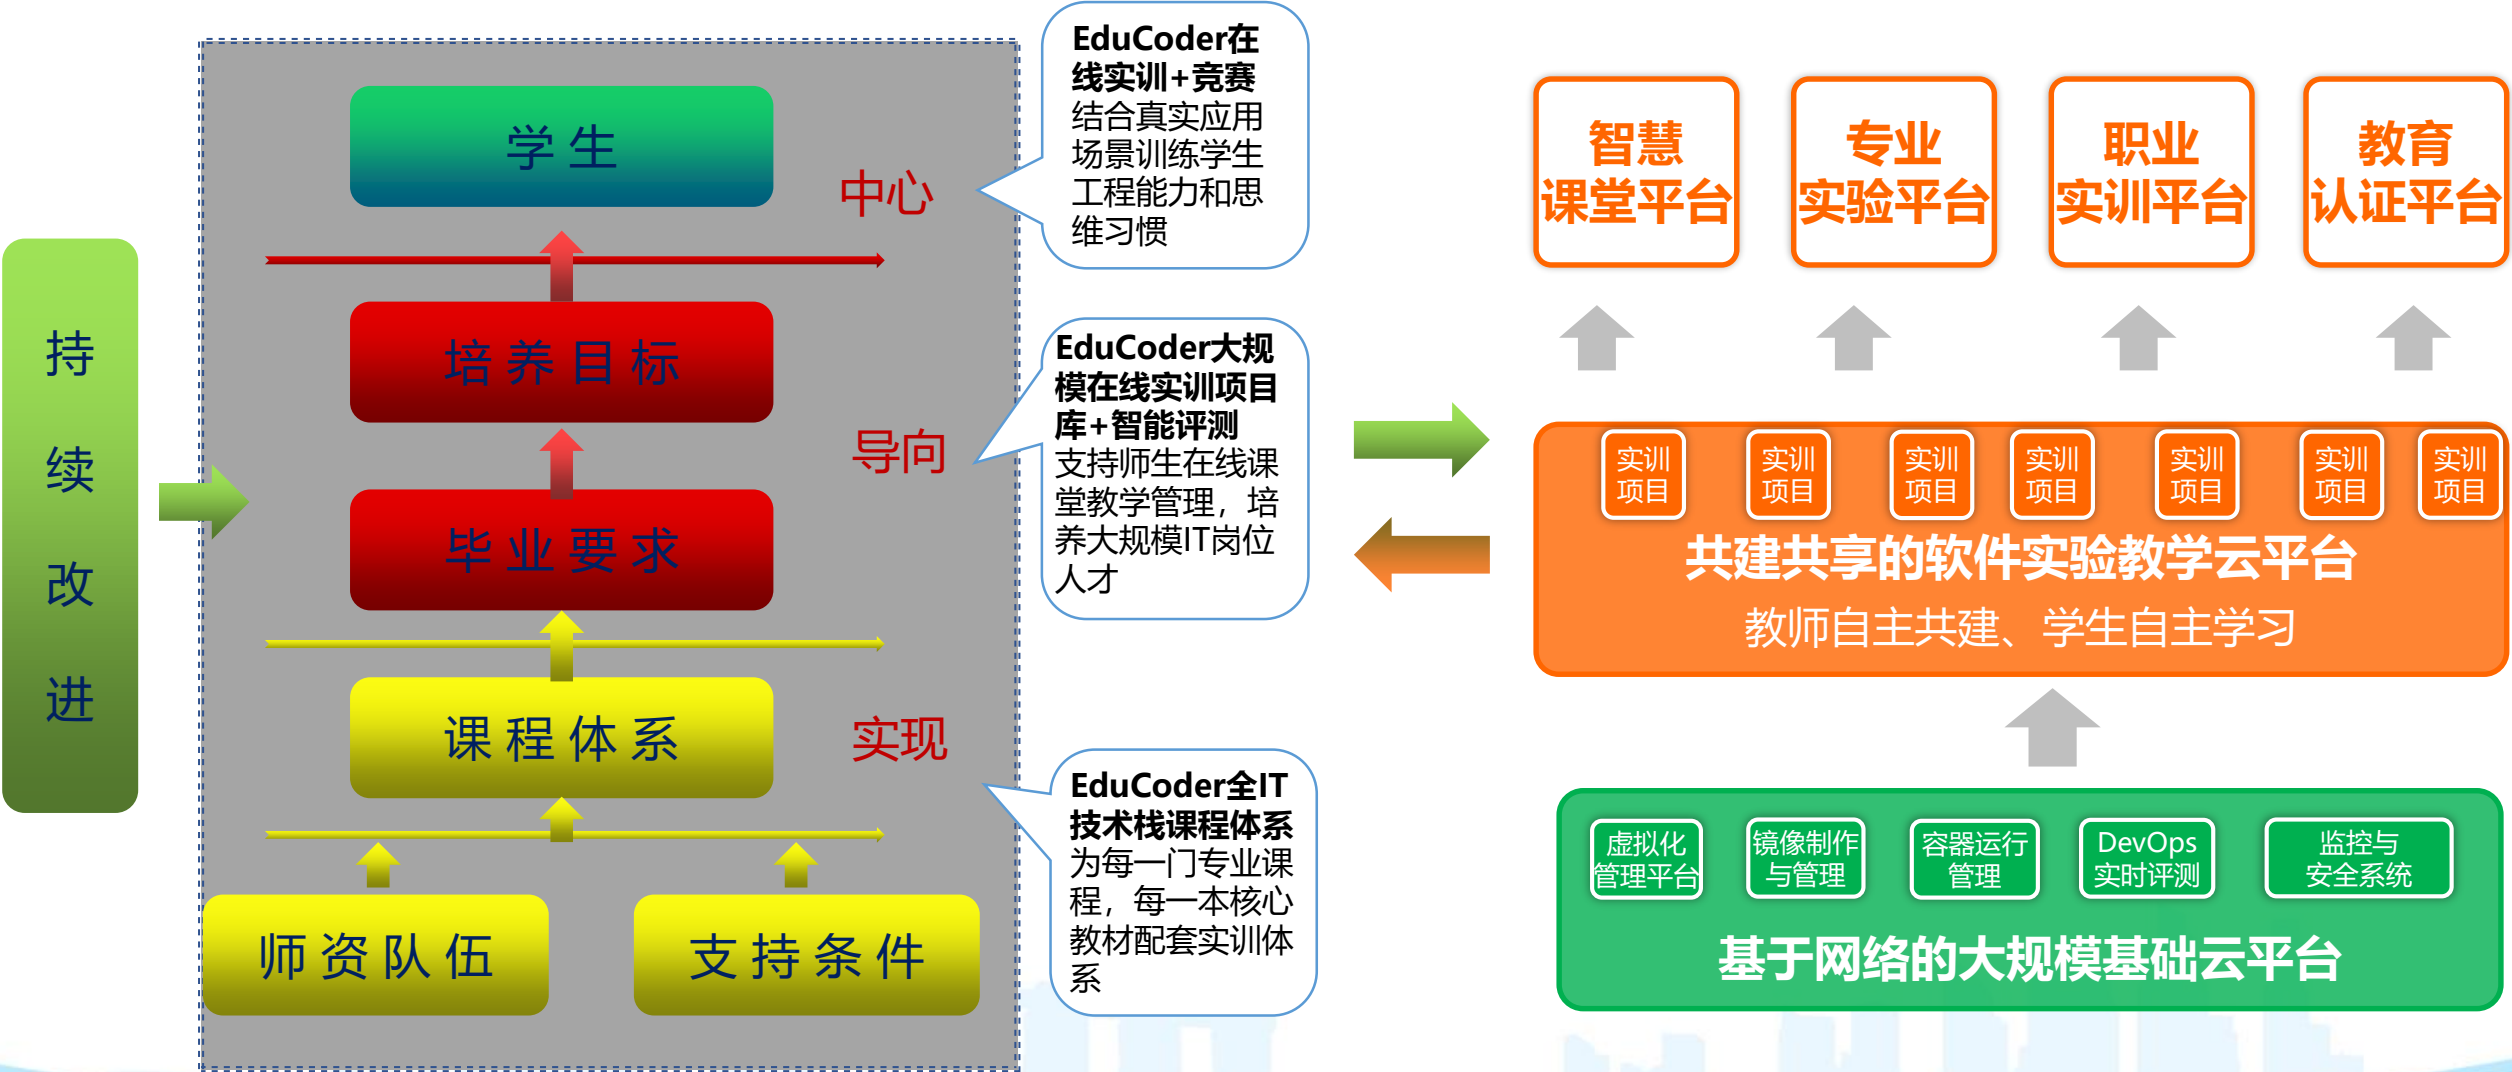 持
续
改
进
学 生
中心
培 养 目 标
导向
毕 业 要 求
课 程 体 系
实现
师 资 队 伍
支 持 条 件
EduCoder在
线实训+竞赛
结合真实应用
场景训练学生
工程能力和思
维习惯
EduCoder大规
模在线实训项目
库+智能评测
支持师生在线课
堂教学管理，培
养大规模IT岗位
人才
EduCoder全IT
技术栈课程体系
为每一门专业课
程，每一本核心
教材配套实训体
系
智慧
课堂平台
专业
实验平台
职业
实训平台
教育
认证平台
实训
项目
实训
项目
实训
项目
实训
项目
实训
项目
实训
项目
实训
项目
共建共享的软件实验教学云平台
教师自主共建、学生自主学习
虚拟化
管理平台
镜像制作
与管理
容器运行
管理
DevOps
实时评测
监控与
安全系统
基于网络的大规模基础云平台